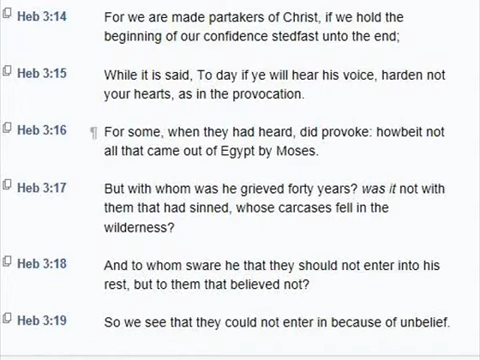 Heb 3:14 For we are made partakers of Christ, if we hold the
beginning of our confidence stedfast unto the end;
Heb 3:15 While it is said, To day if ye will hear his voice, harden not
your hearts, as in the provocation.
Heb 3:16 ¶ For some, when they had heard, did provoke: howbeit not
all that came out of Egypt by Moses.
Heb 3:17 But with whom was he grieved forty years? was it not with
them that had sinned, whose carcases fell in the
wilderness?
Heb 3:18 And to whom sware he that they should not enter into his
rest, but to them that believed not?
Heb 3:19 So we see that they could not enter in because of unbelief.